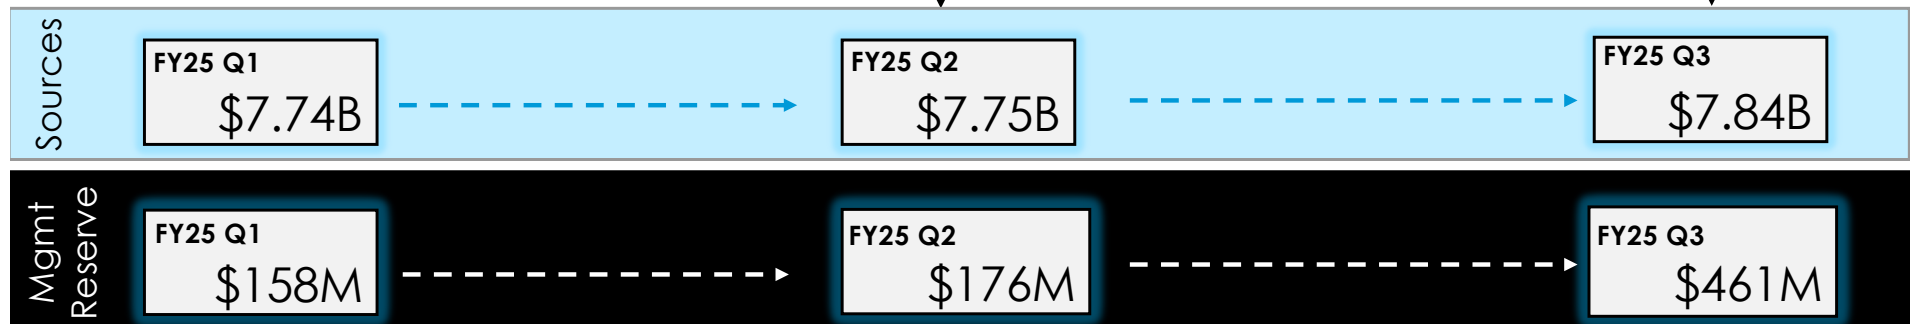 Sources
FY25 Q1
$7.74B
FY25 Q2
$7.75B
FY25 Q3
$7.84B
Mgmt
Reserve
FY25 Q1
$158M
FY25 Q2
$176M
FY25 Q3
$461M